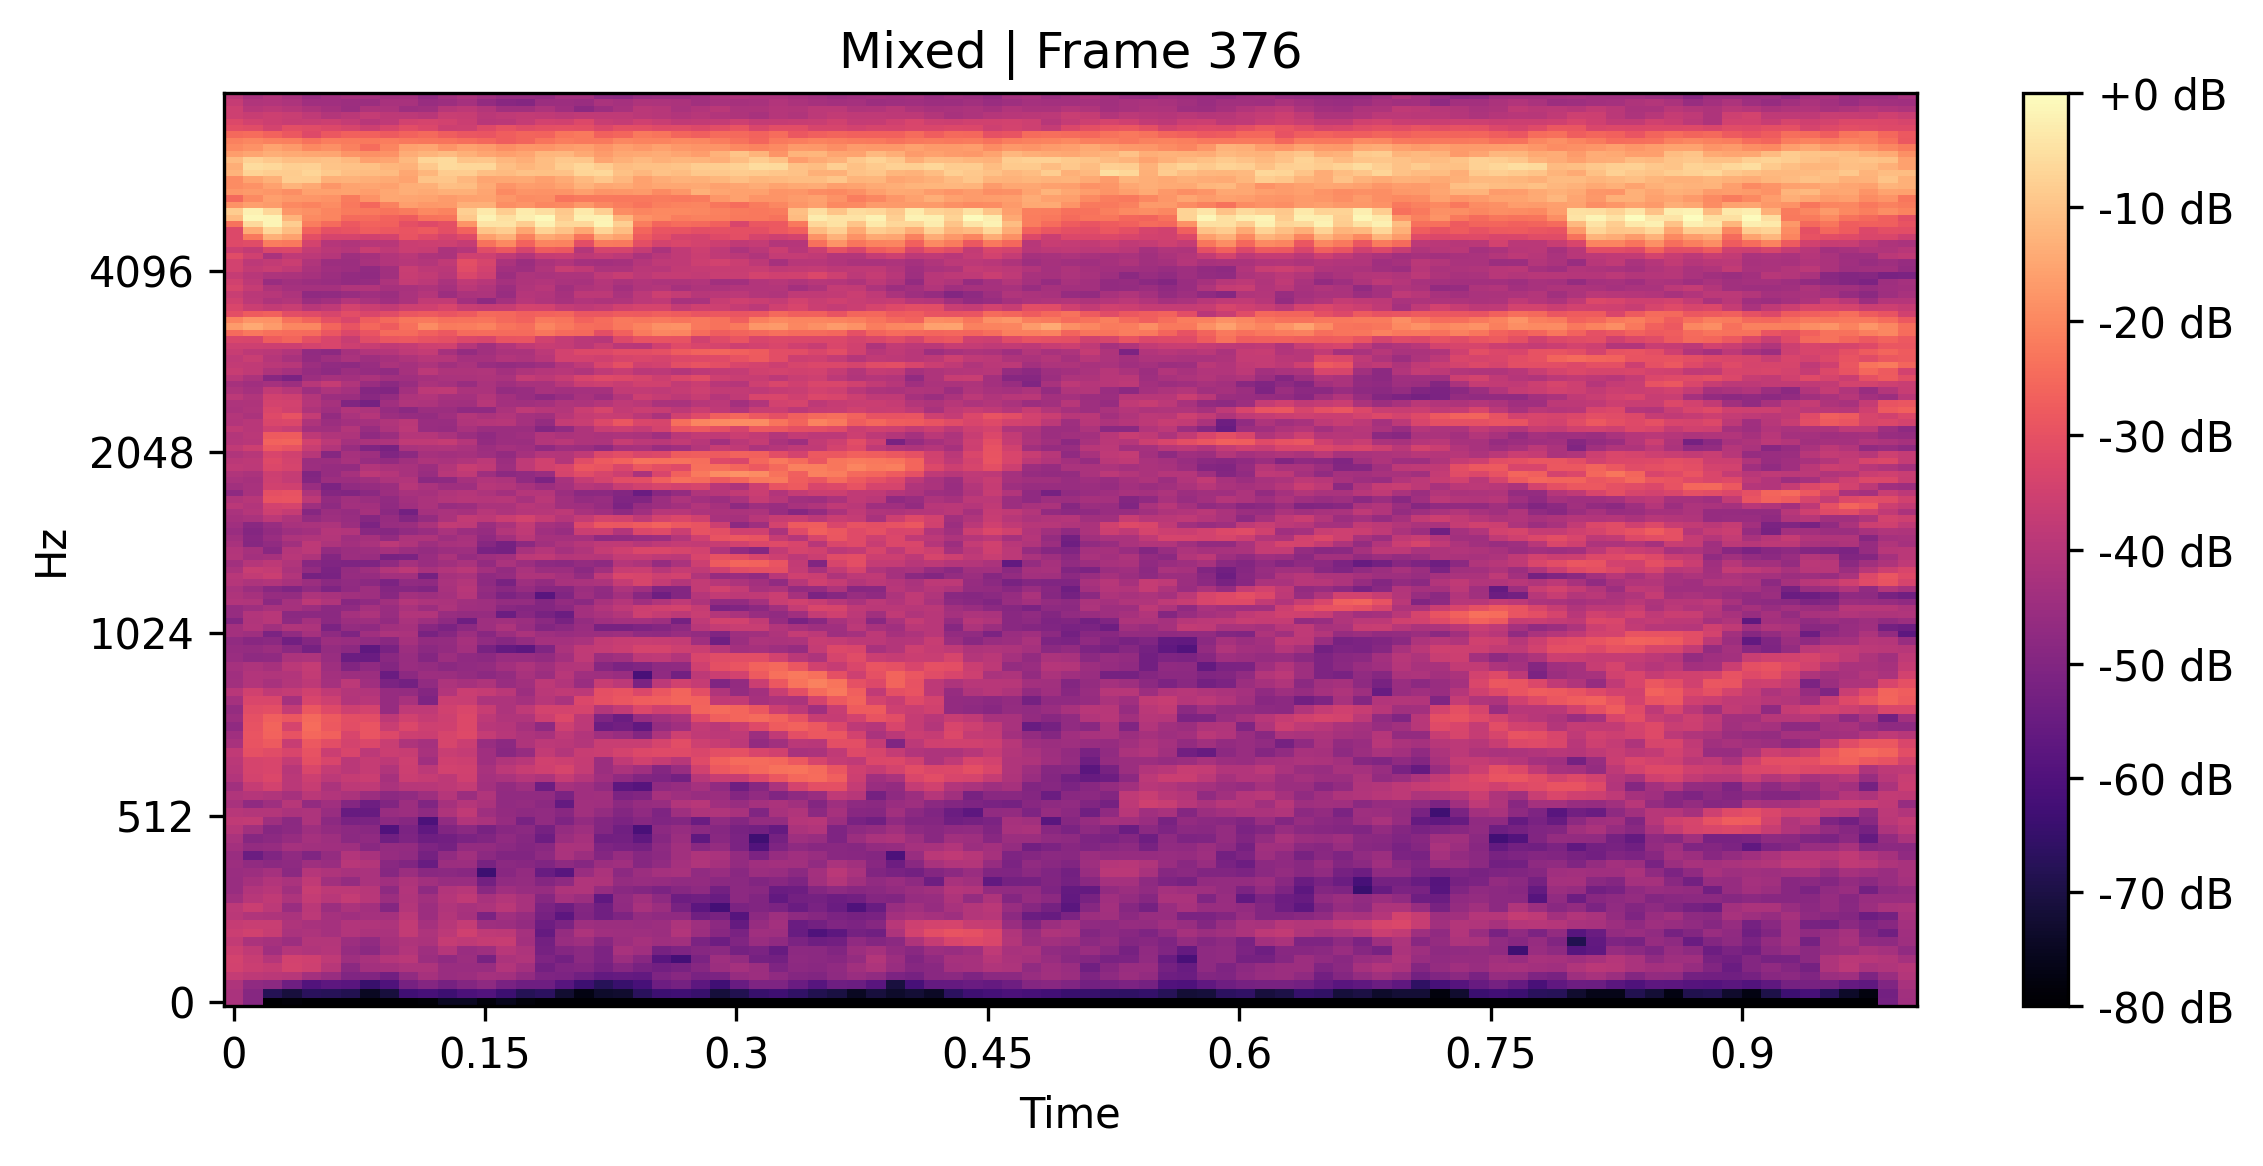 Mixed | Frame 376
+0 dB
-10 dB
-20 dB
-30 dB
-40 dB
-50 dB
-60 dB
-70 dB
-80 dB
Hz
4096
2048
1024
512
0
0 0.15 0.3 0.45 0.6 0.75 0.9
Time